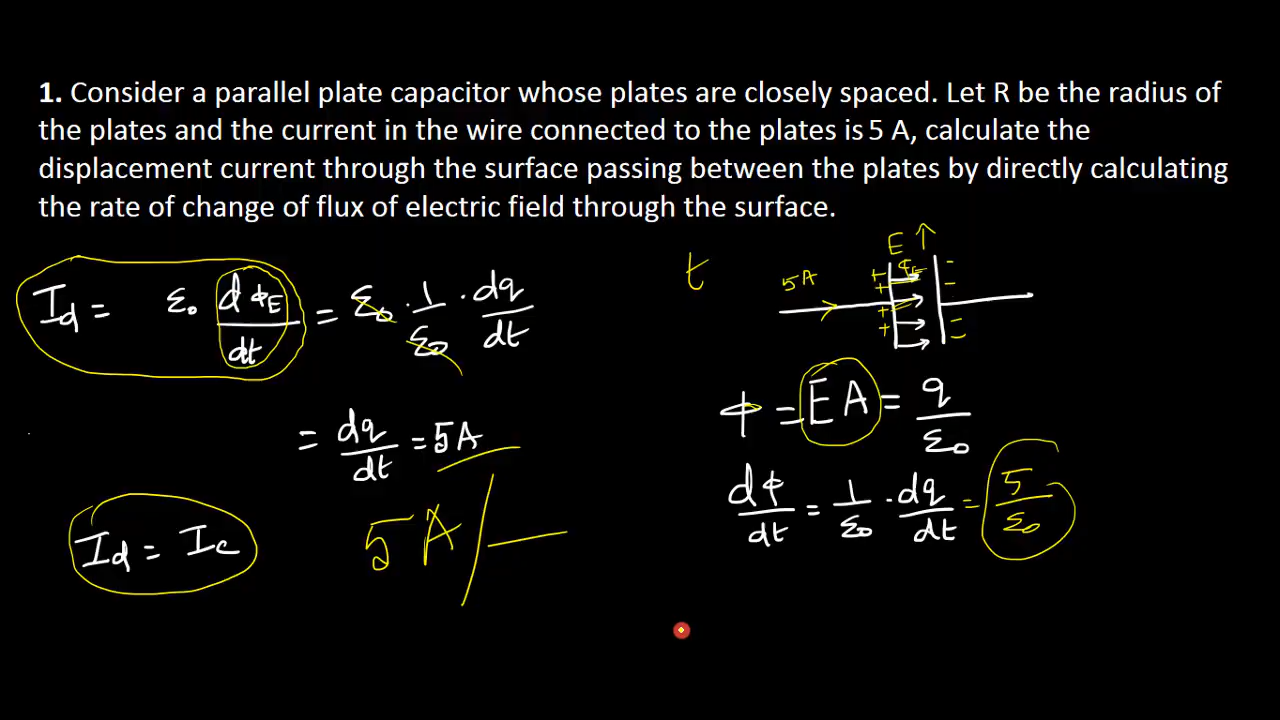 1. Consider a parallel plate capacitor whose plates are closely spaced. Let R be the radius of
the plates and the current in the wire connected to the plates is 5 A, calculate the
displacement current through the surface passing between the plates by directly calculating
the rate of change of flux of electric field through the surface.
I_d = ε₀ dϕ_E/dt = ε₀ · 1/ε₀ · dq/dt
= dq/dt = 5A
I_d = I_c
5A
t
E ↑
5A
ϕ = EA = q/ε₀
dϕ/dt = 1/ε₀ · dq/dt = 5/ε₀